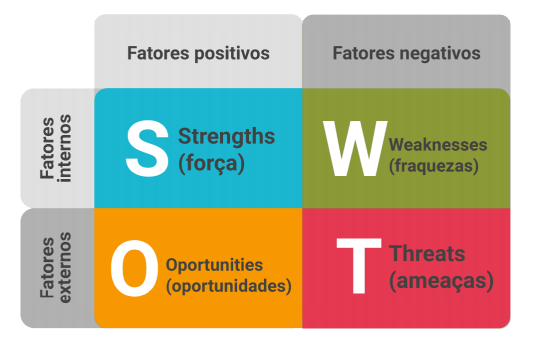 Fatores positivos
Fatores negativos
Fatores
internos
S
Strengths
(força)
W
Weaknesses
(fraquezas)
Fatores
externos
O
Oportunities
(oportunidades)
T
Threats
(ameaças)